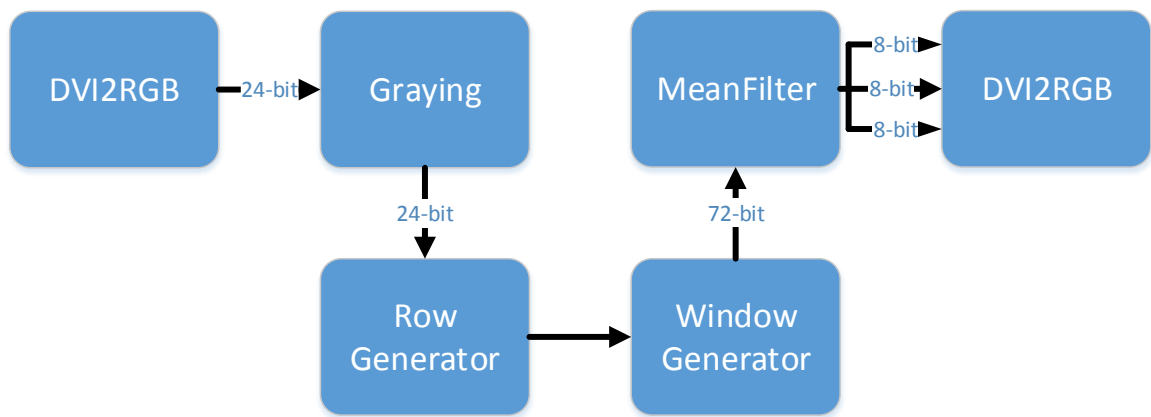 DVI2RGB
24-bit
Graying
MeanFilter
8-bit
8-bit
8-bit
DVI2RGB
24-bit
72-bit
Row
Generator
Window
Generator